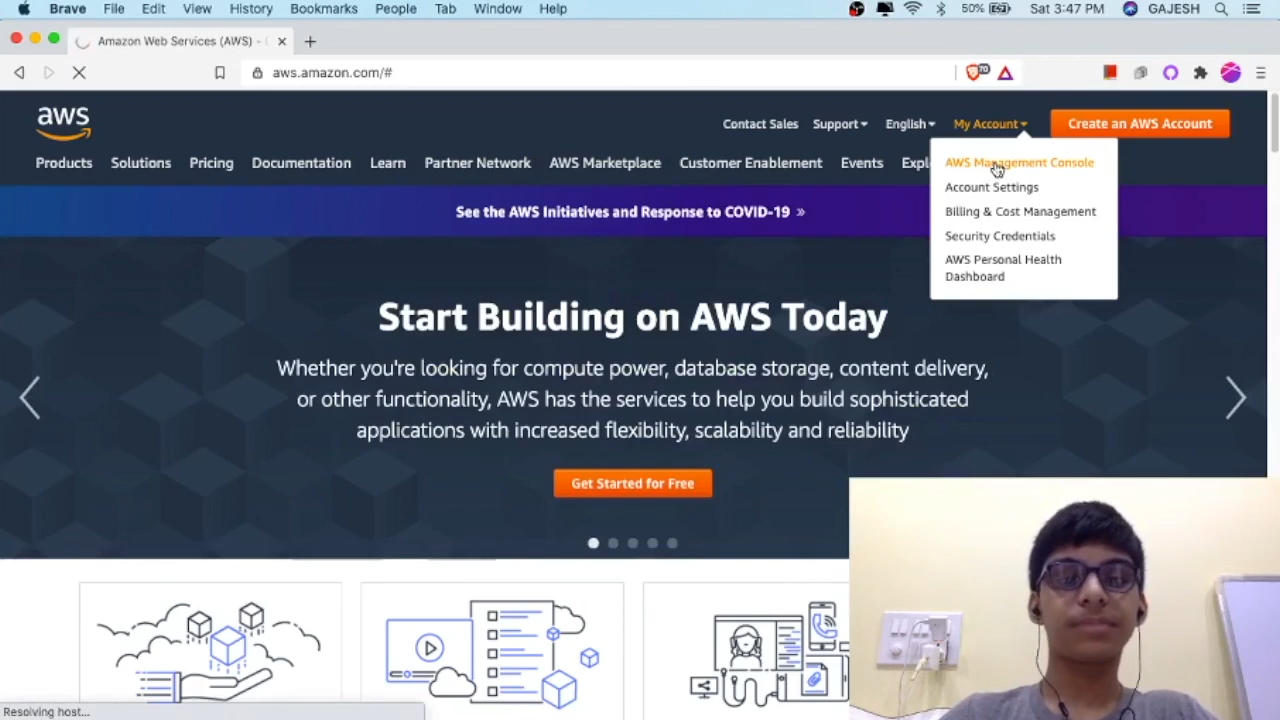 Brave File Edit View History Bookmarks People Tab Window Help 50% Sat 3:47 PM GAJESH
Amazon Web Services (AWS) - (
aws.amazon.com/# 70
aws
Contact Sales Support English My Account Create an AWS Account
Products Solutions Pricing Documentation Learn Partner Network AWS Marketplace Customer Enablement Events Expl
AWS Management Console
Account Settings
Billing & Cost Management
Security Credentials
AWS Personal Health
Dashboard
See the AWS Initiatives and Response to COVID-19 »
Start Building on AWS Today
Whether you're looking for compute power, database storage, content delivery,
or other functionality, AWS has the services to help you build sophisticated
applications with increased flexibility, scalability and reliability
Get Started for Free
Resolving host...